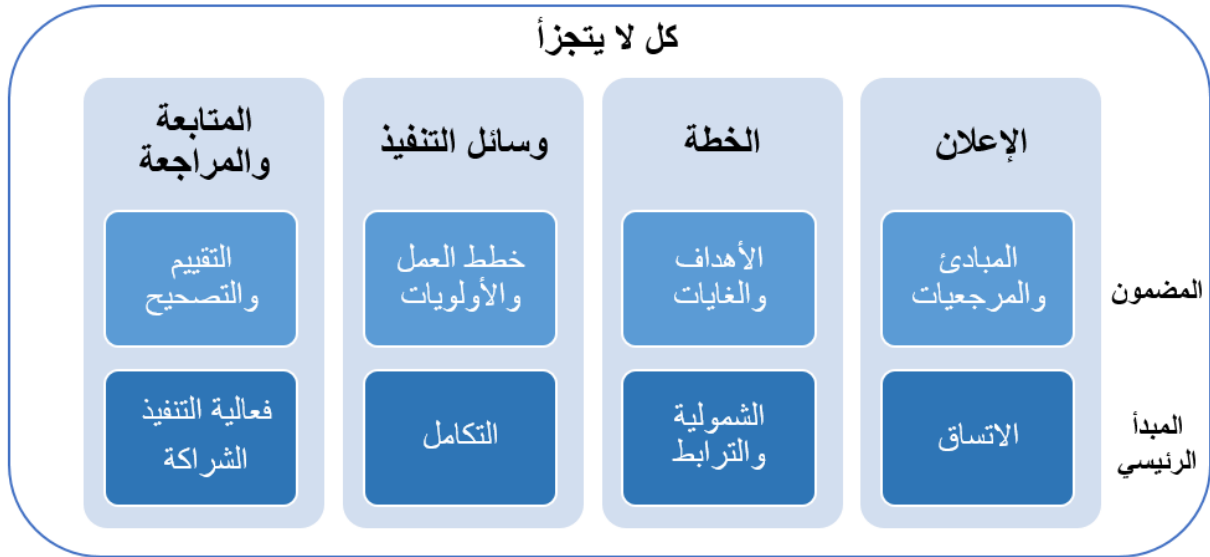 كل لا يتجزأ
الإعلان
الخطة
وسائل التنفيذ
المتابعة
والمراجعة
المضمون
المبادئ
والمرجعيات
الأهداف
والغايات
خطط العمل
والأولويات
التقييم
والتصحيح
المبدأ
الرئيسي
الاتساق
الشمولية
والترابط
التكامل
فعالية التنفيذ
الشراكة